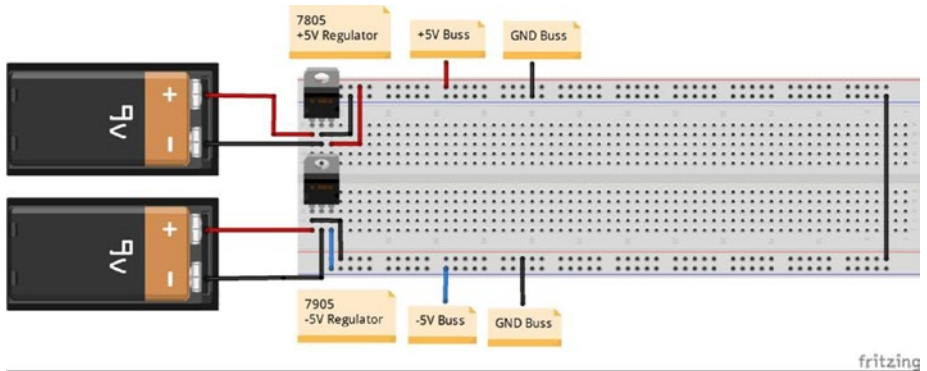 7805
+5V Regulator
+5V Buss
GND Buss
+
9V
-
+
9V
-
7905
-5V Regulator
-5V Buss
GND Buss
fritzing